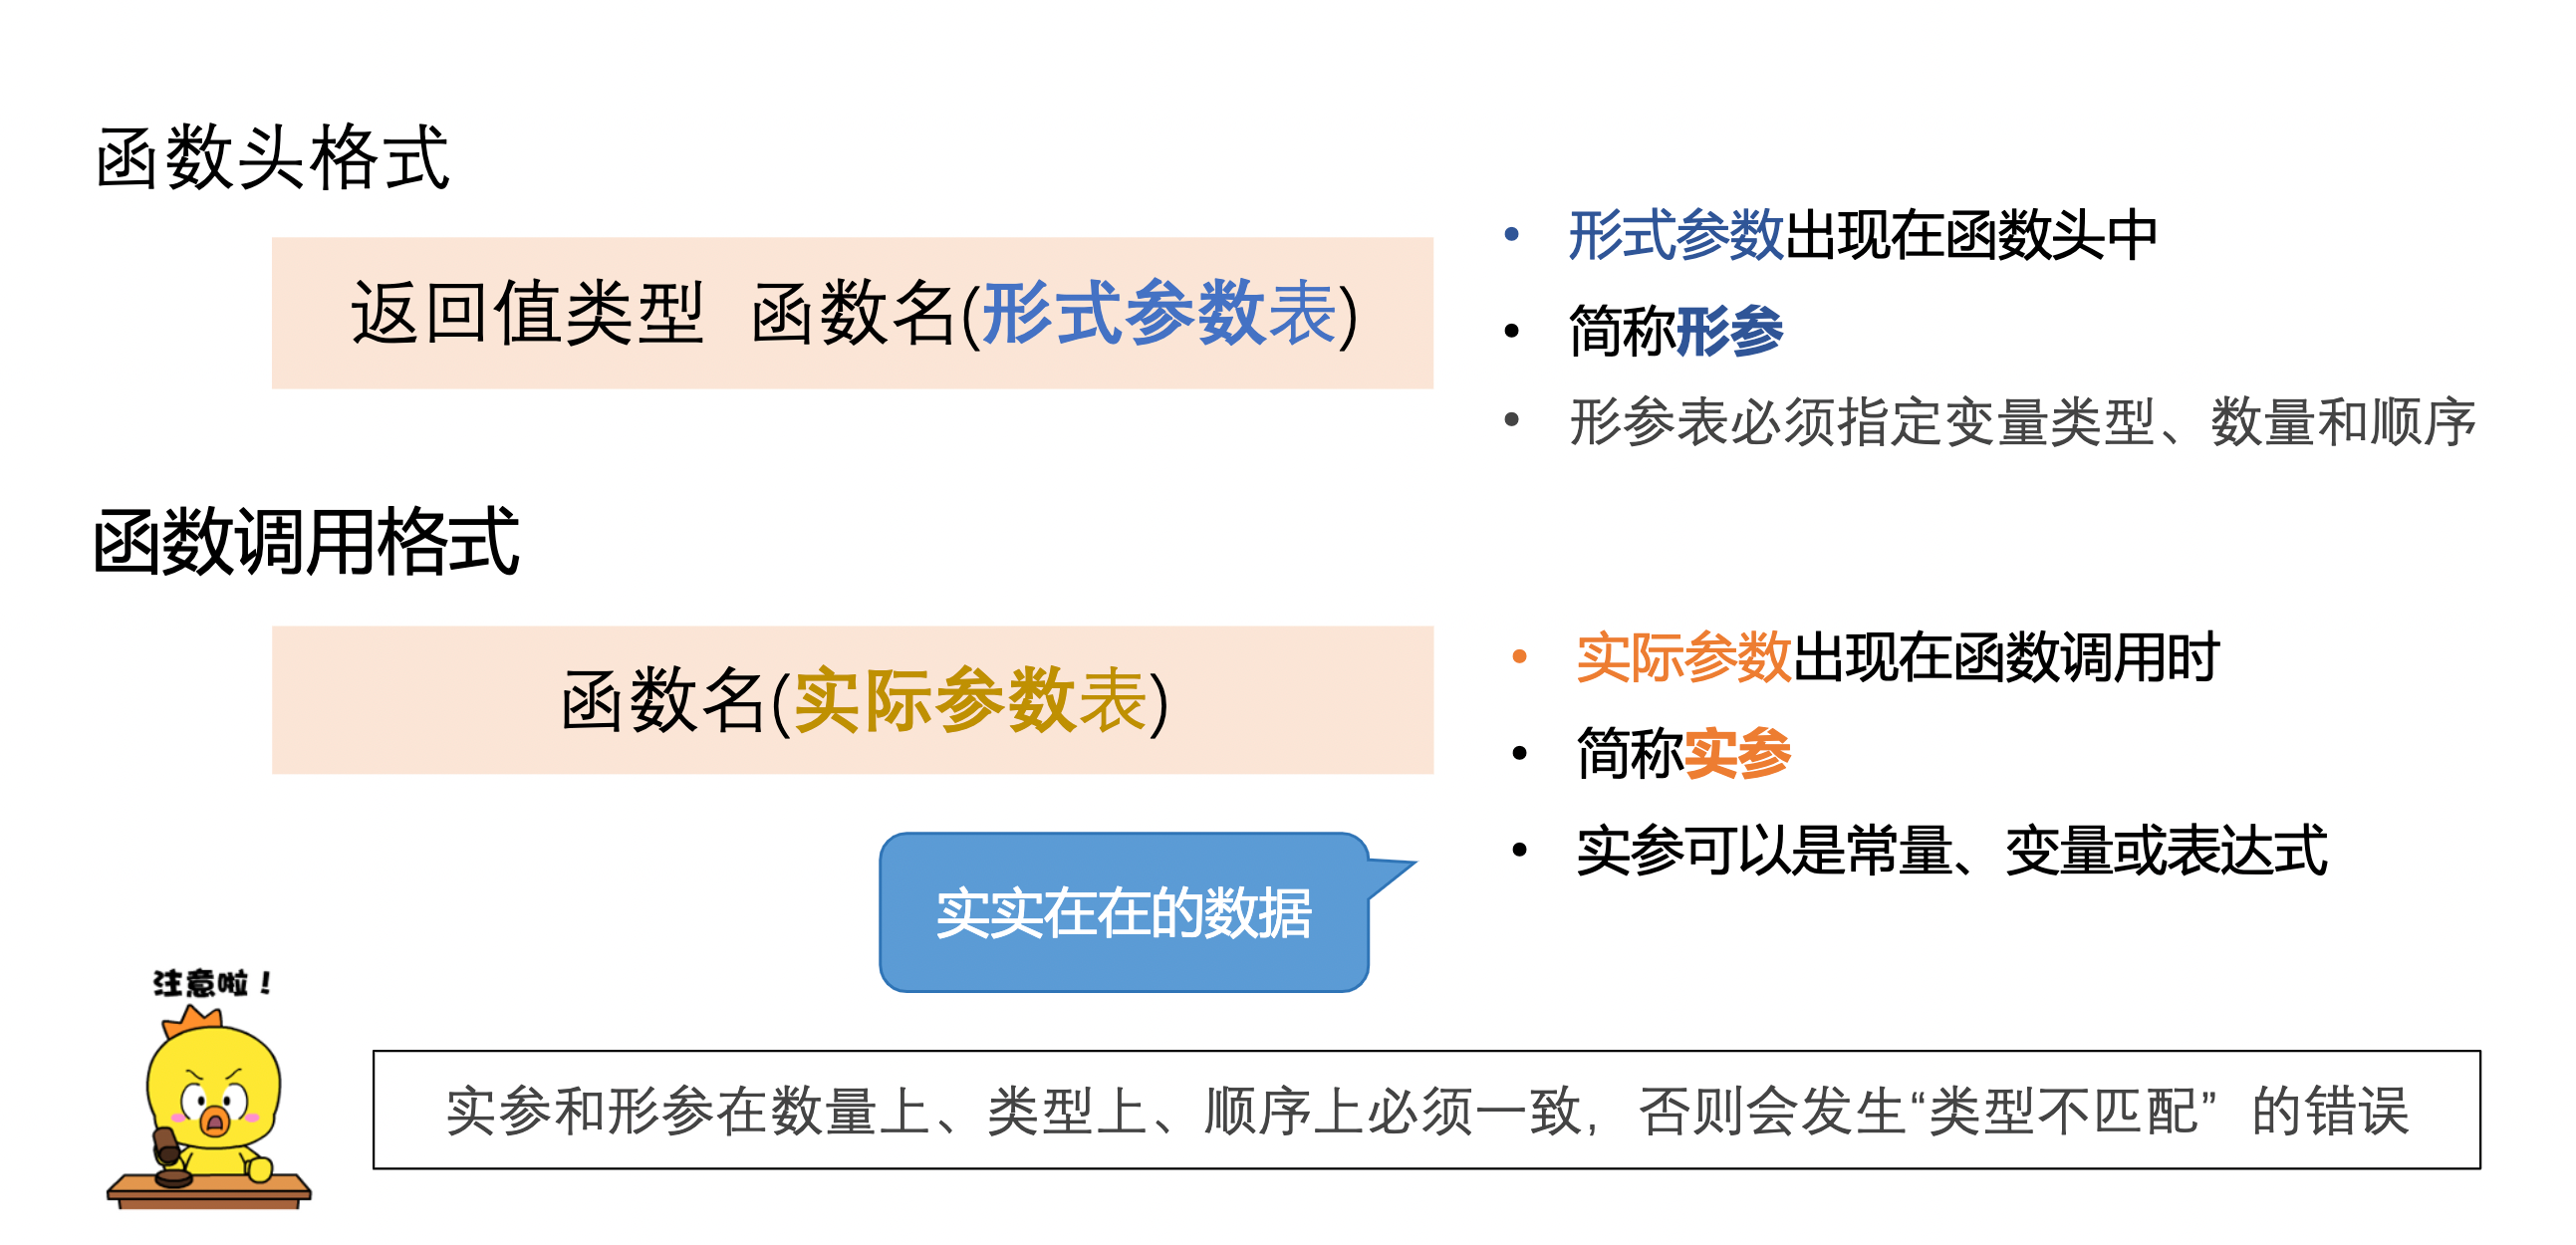 函数头格式
返回值类型 函数名(形式参数表)
• 形式参数出现在函数头中
• 简称形参
• 形参表必须指定变量类型、数量和顺序
函数调用格式
函数名(实际参数表)
• 实际参数出现在函数调用时
• 简称实参
• 实参可以是常量、变量或表达式
实实在在的数据
注意啦！
实参和形参在数量上、类型上、顺序上必须一致,否则会发生“类型不匹配” 的错误